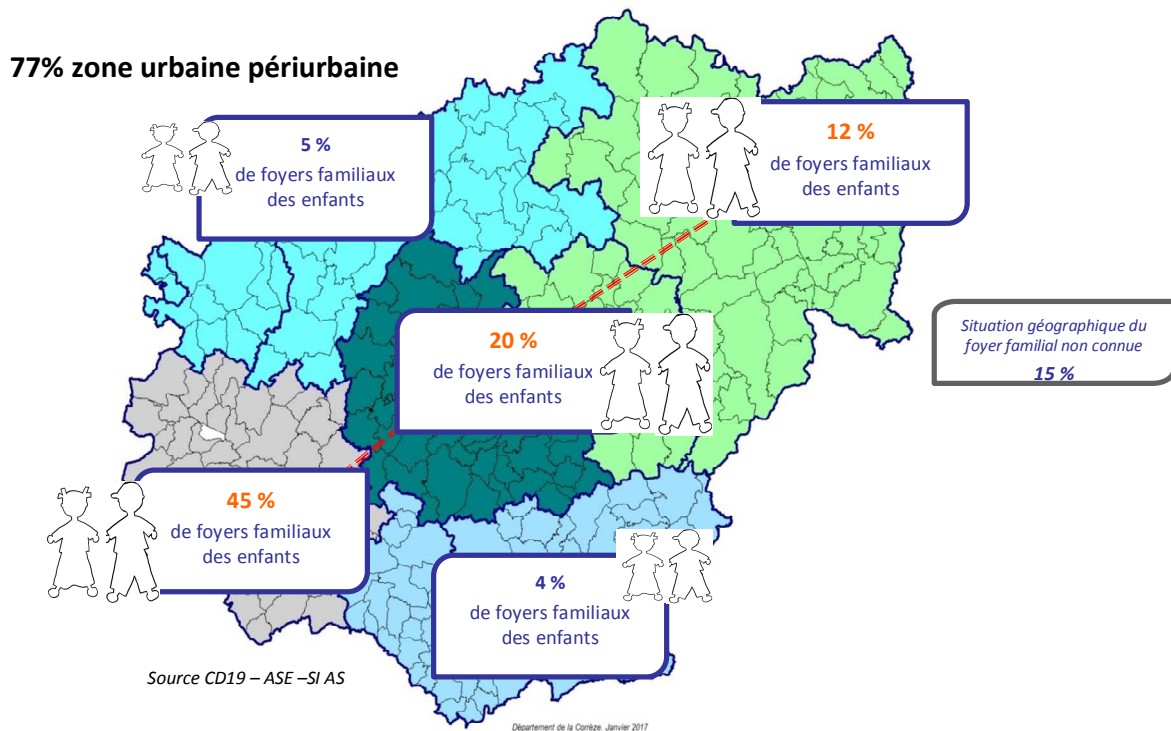 77% zone urbaine périurbaine
5 %
de foyers familiaux
des enfants
12 %
de foyers familiaux
des enfants
20 %
de foyers familiaux
des enfants
Situation géographique du
foyer familial non connue
15 %
45 %
de foyers familiaux
des enfants
4 %
de foyers familiaux
des enfants
Source CD19 – ASE –SI AS
Département de la Corrèze. Janvier 2017